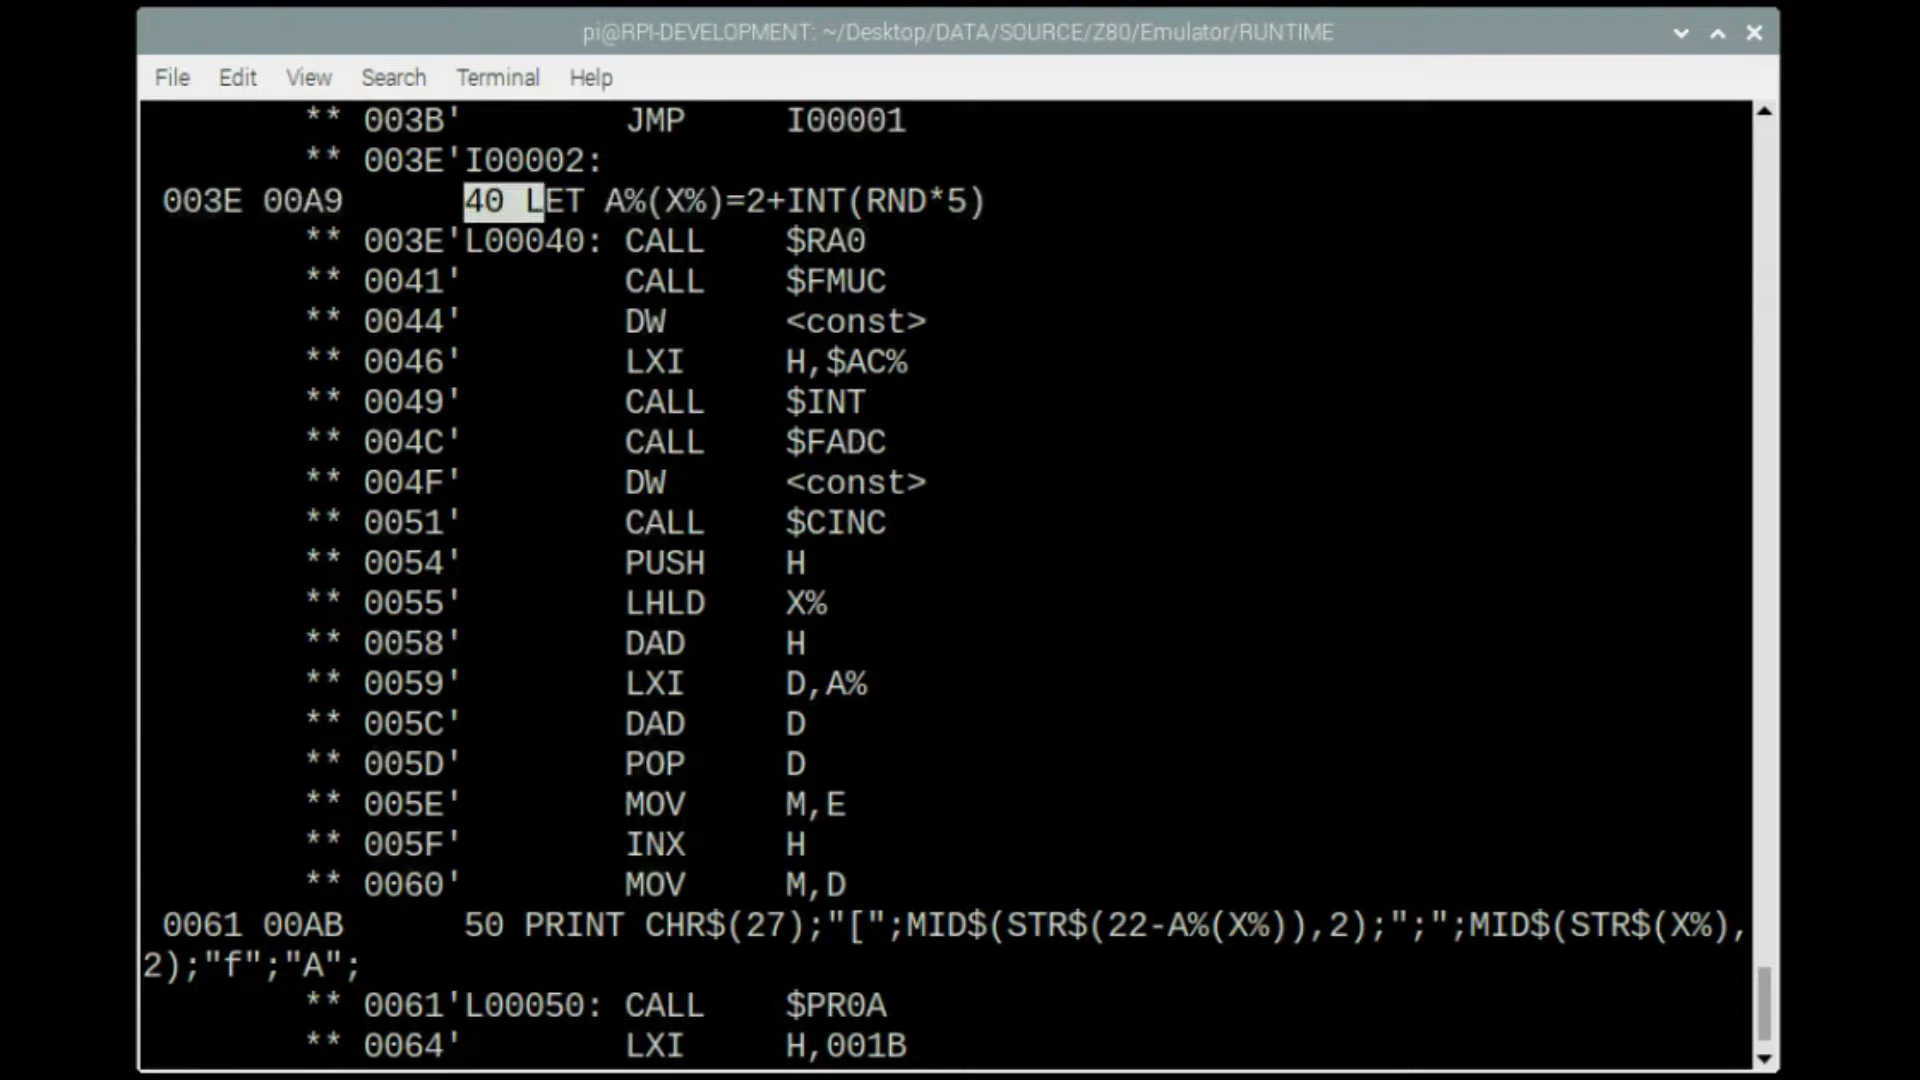 pi@RPI-DEVELOPMENT: ~/Desktop/DATA/SOURCE/Z80/Emulator/RUNTIME
File Edit View Search Terminal Help
** 003B' JMP I00001
** 003E'I00002:
003E 00A9 40 LET A%(X%)=2+INT(RND*5)
** 003E'L00040: CALL $RA0
** 0041' CALL $FMUC
** 0044' DW <const>
** 0046' LXI H,$AC%
** 0049' CALL $INT
** 004C' CALL $FADC
** 004F' DW <const>
** 0051' CALL $CINC
** 0054' PUSH H
** 0055' LHLD X%
** 0058' DAD H
** 0059' LXI D,A%
** 005C' DAD D
** 005D' POP D
** 005E' MOV M,E
** 005F' INX H
** 0060' MOV M,D
0061 00AB 50 PRINT CHR$(27);"[";MID$(STR$(22-A%(X%)),2);";";MID$(STR$(X%),
2);"f";"A";
** 0061'L00050: CALL $PR0A
** 0064' LXI H,001B